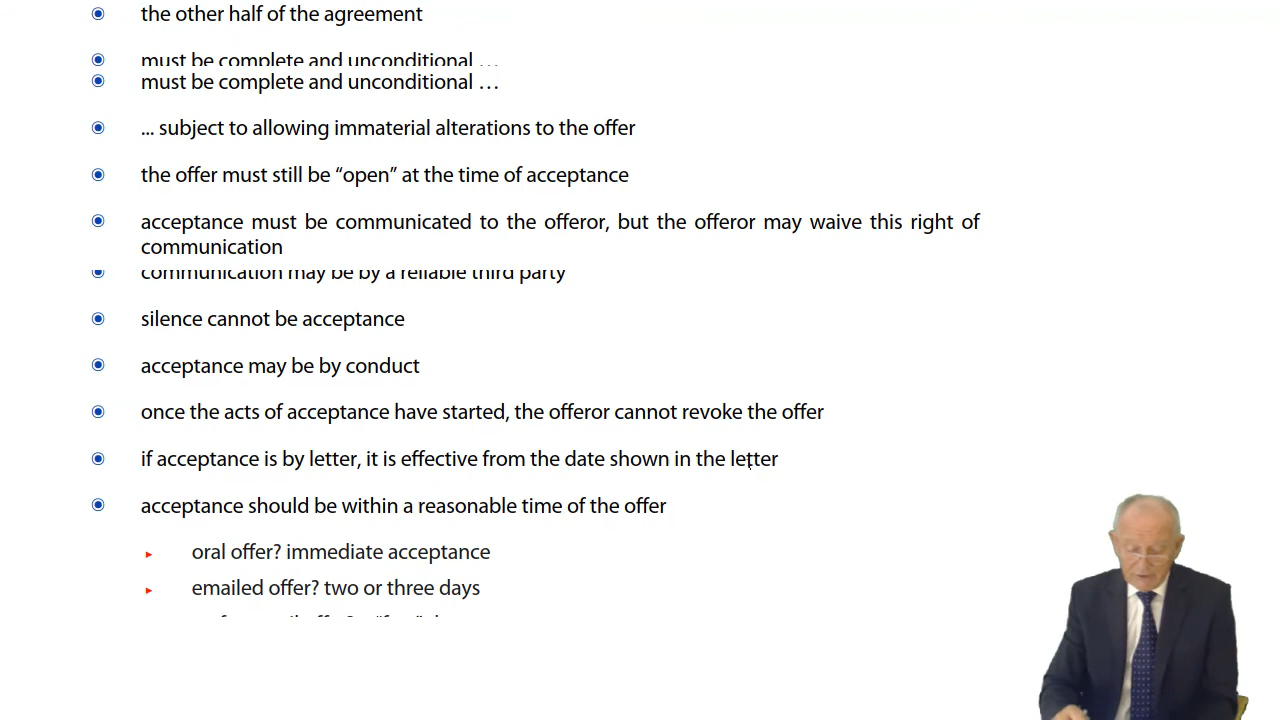 the other half of the agreement
must be complete and unconditional …
must be complete and unconditional …
... subject to allowing immaterial alterations to the offer
the offer must still be “open” at the time of acceptance
acceptance must be communicated to the offeror, but the offeror may waive this right of
communication
communication may be by a reliable third party
silence cannot be acceptance
acceptance may be by conduct
once the acts of acceptance have started, the offeror cannot revoke the offer
if acceptance is by letter, it is effective from the date shown in the letter
acceptance should be within a reasonable time of the offer
oral offer? immediate acceptance
emailed offer? two or three days